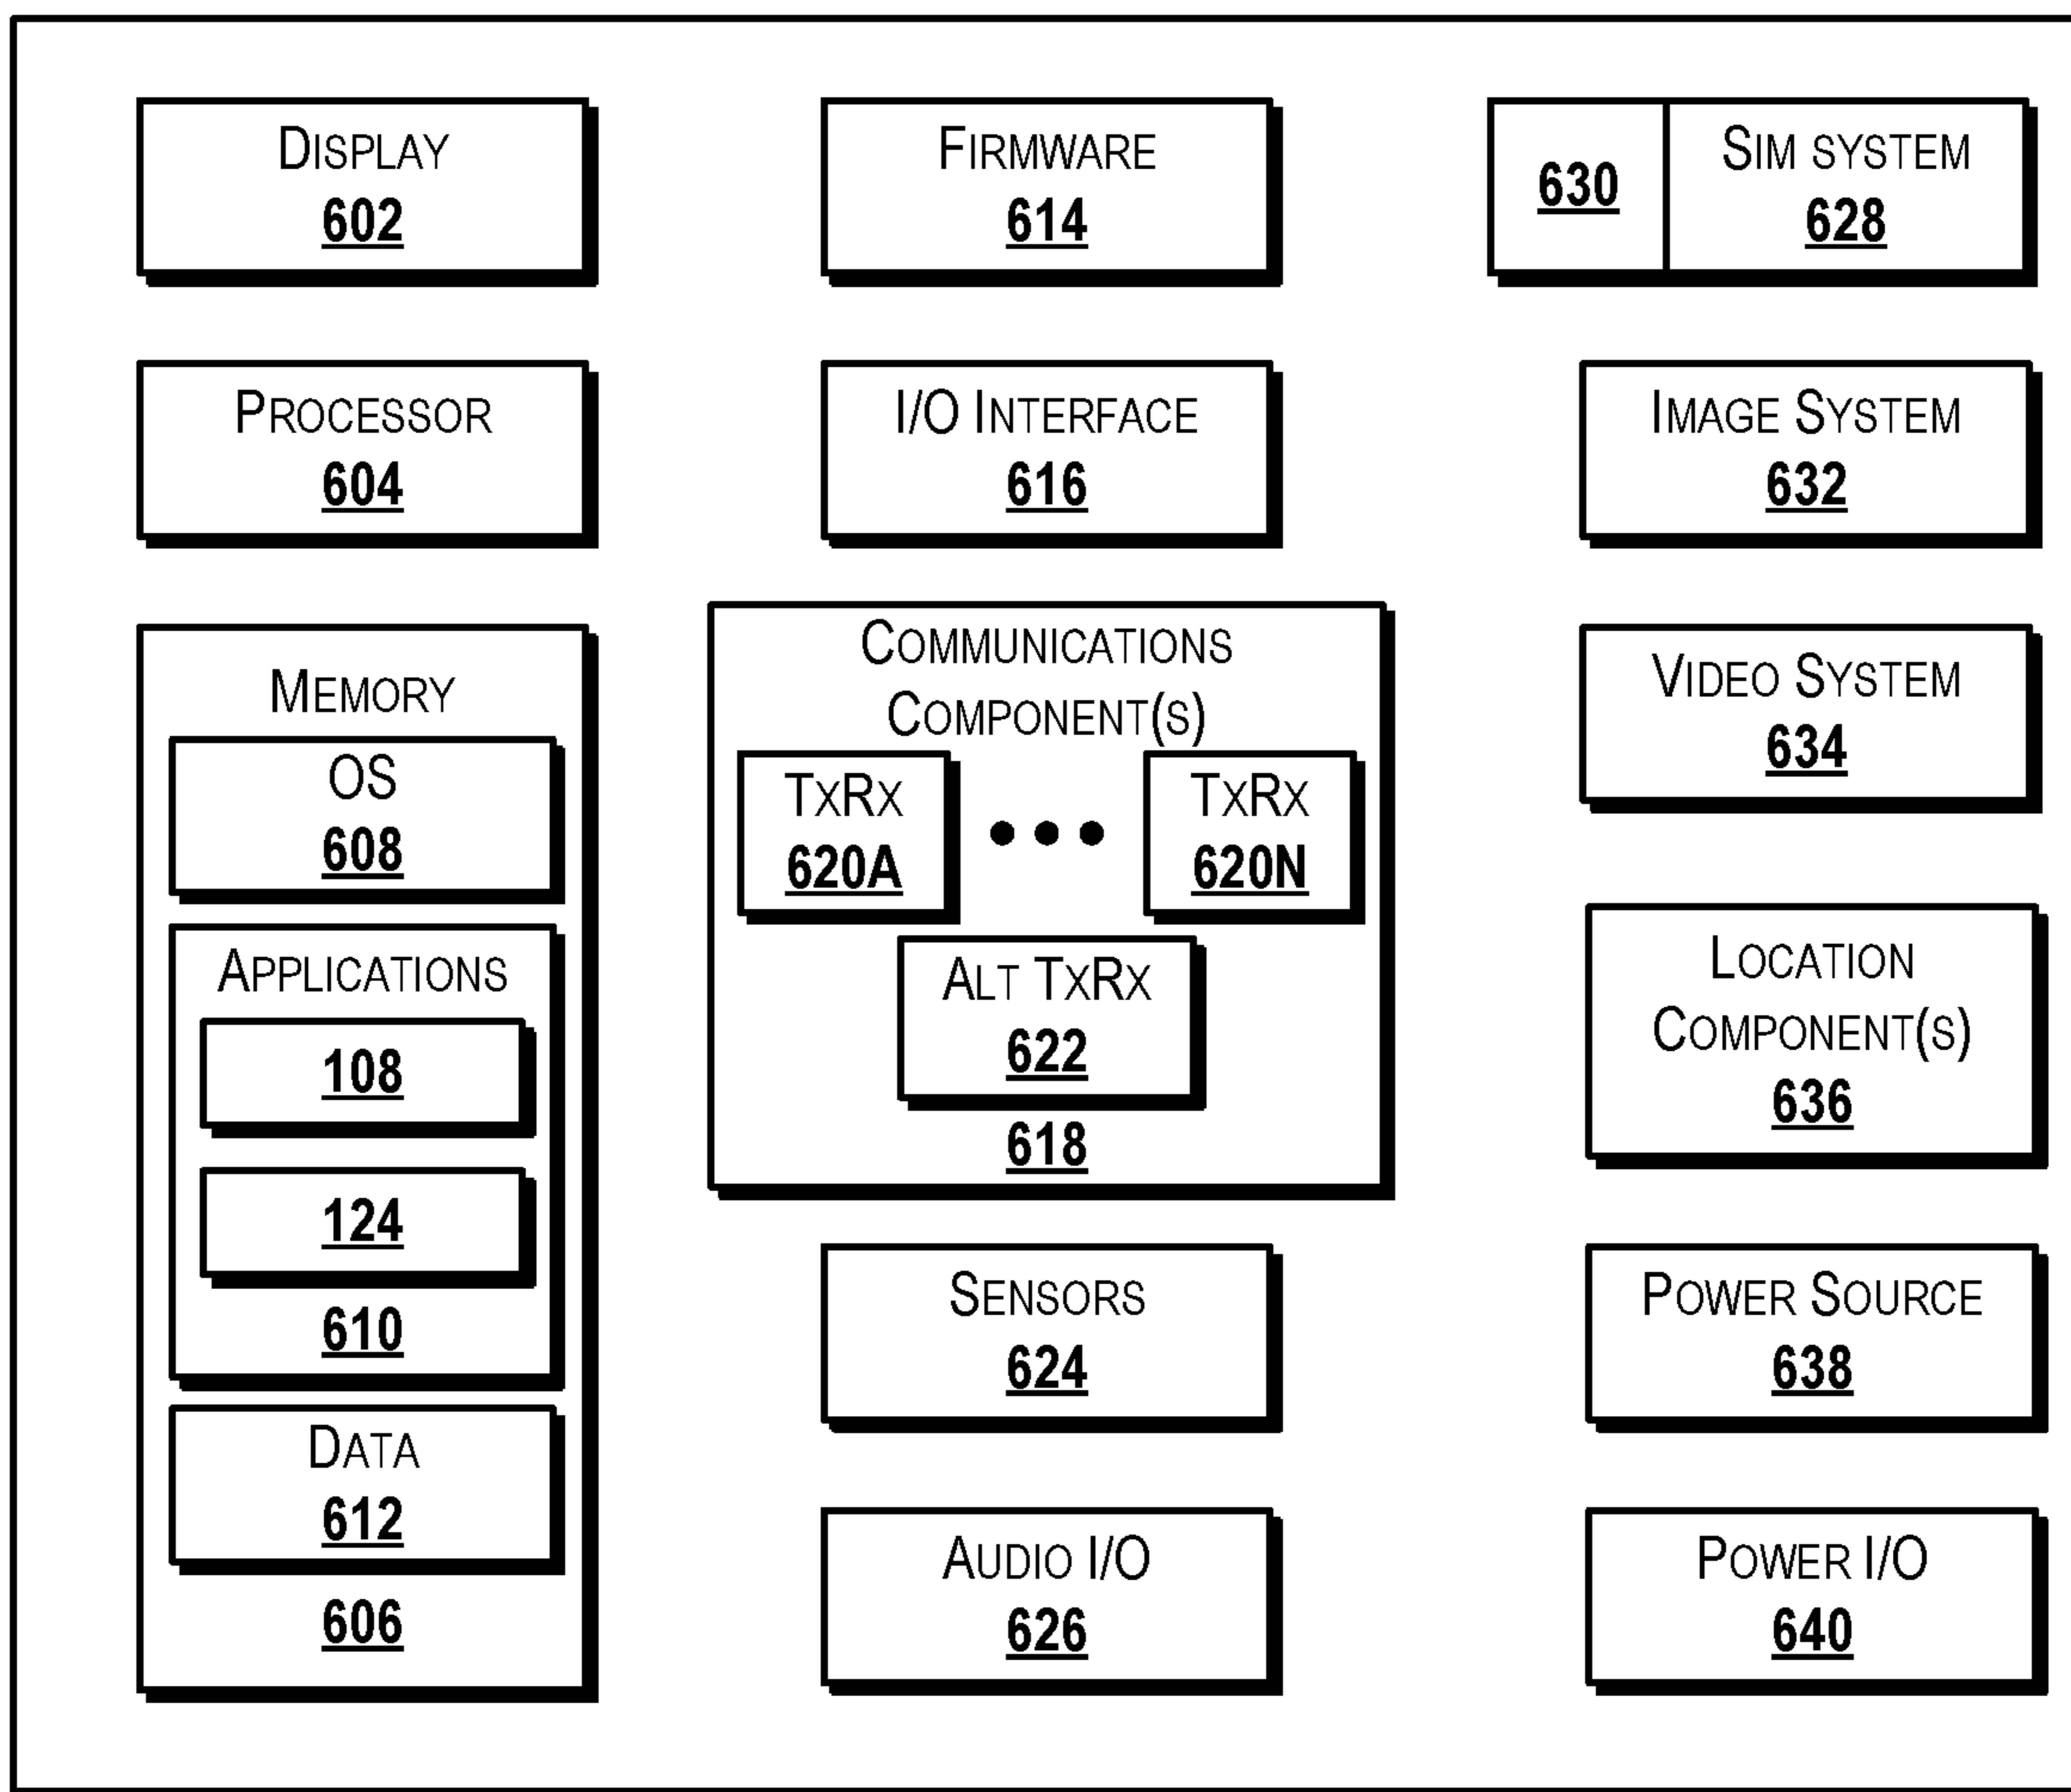 DISPLAY
602
PROCESSOR
604
MEMORY
OS
608
APPLICATIONS
108
124
610
DATA
612
606
FIRMWARE
614
I/O INTERFACE
616
COMMUNICATIONS
COMPONENT(S)
TXRX
620A
TXRX
620N
ALT TXRX
622
618
SENSORS
624
AUDIO I/O
626
630
SIM SYSTEM
628
IMAGE SYSTEM
632
VIDEO SYSTEM
634
LOCATION
COMPONENT(S)
636
POWER SOURCE
638
POWER I/O
640